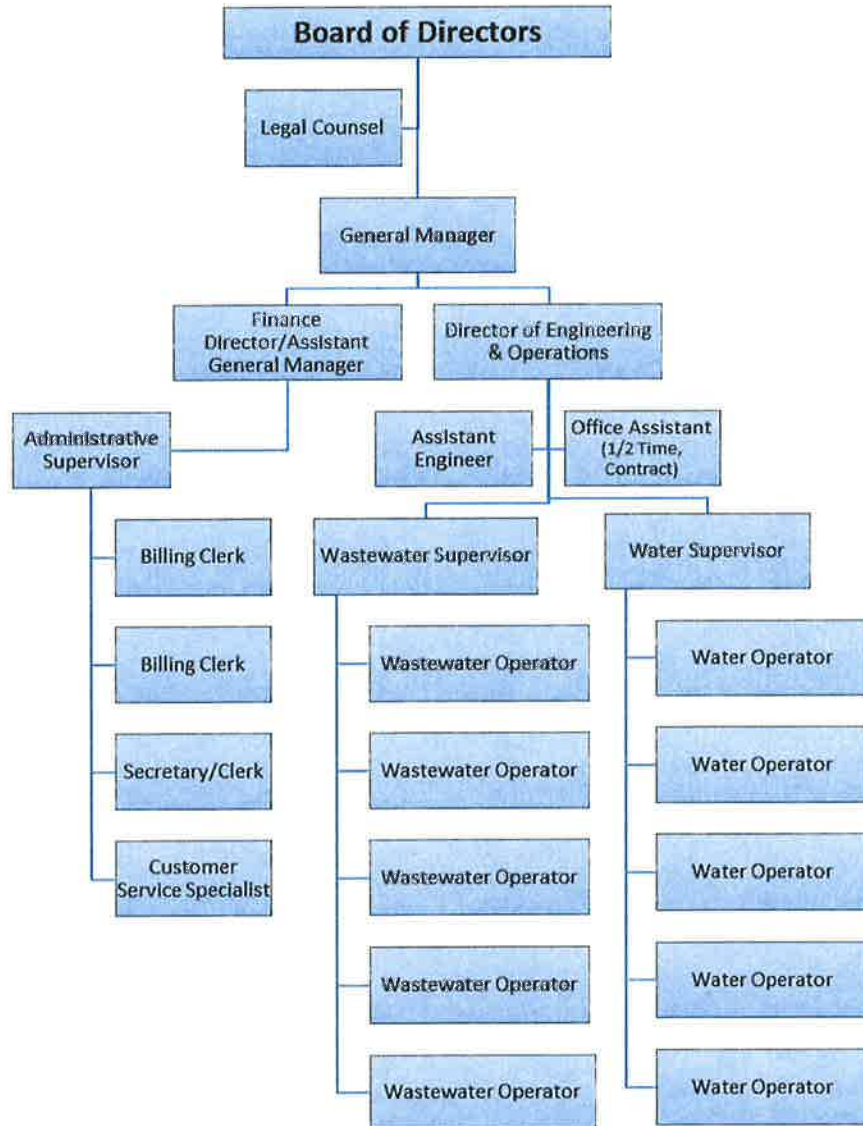 Board of Directors
Legal Counsel
General Manager
Finance
Director/Assistant
General Manager
Director of Engineering
& Operations
Administrative
Supervisor
Assistant
Engineer
Office Assistant
(1/2 Time,
Contract)
Billing Clerk
Wastewater Supervisor
Water Supervisor
Billing Clerk
Wastewater Operator
Water Operator
Secretary/Clerk
Wastewater Operator
Water Operator
Customer
Service Specialist
Wastewater Operator
Water Operator
Wastewater Operator
Water Operator
Wastewater Operator
Water Operator